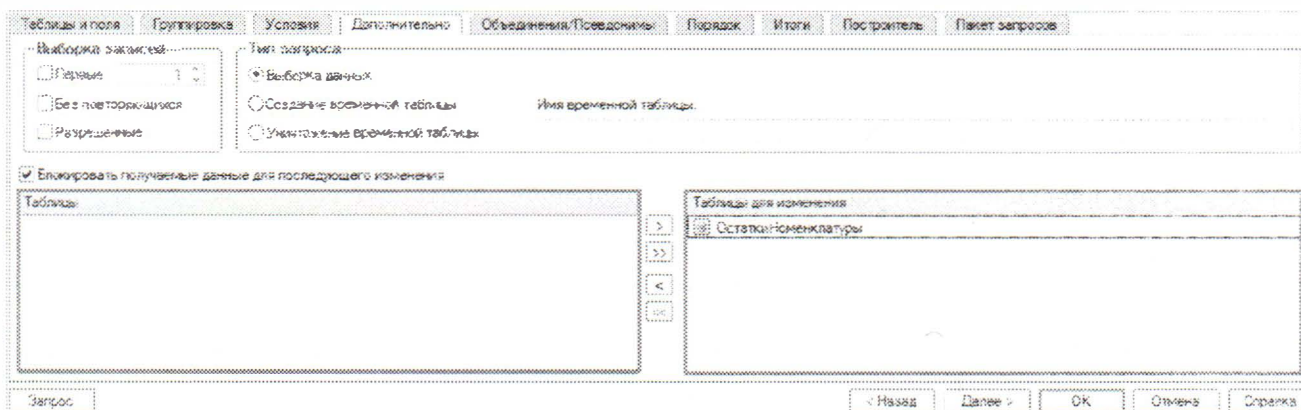 Таблицы и поля Группировка Условия Дополнительно Объединения/Псевдонимы Порядок Итоги Построитель Пакет запросов
Выборка записей
Тип запроса
Первые 1
Выборка данных
Без повторяющихся
Создание временной таблицы Имя временной таблицы:
Разрешенные
Уничтожение временной таблицы
Блокировать получаемые данные для последующего изменения
Таблицы
Таблицы для изменения
>
ОстаткиНоменклатуры
>>
<
<<
Запрос < Назад Далее > ОК Отмена Справка